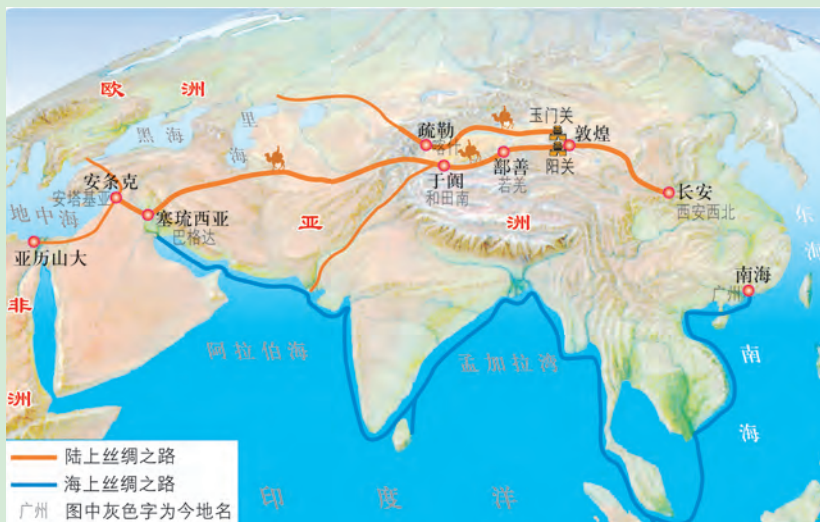 欧洲
黑海
里海
玉门关
疏勒
喀什
敦煌
鄯善
若羌
阳关
于阗
和田南
安条克
安塔基亚
地中海
塞琉西亚
巴格达
亚洲
长安
西安西北
东海
亚历山大
南海
广州
非洲
阿拉伯海
孟加拉湾
南海
印度洋
陆上丝绸之路
海上丝绸之路
广州 图中灰色字为今地名